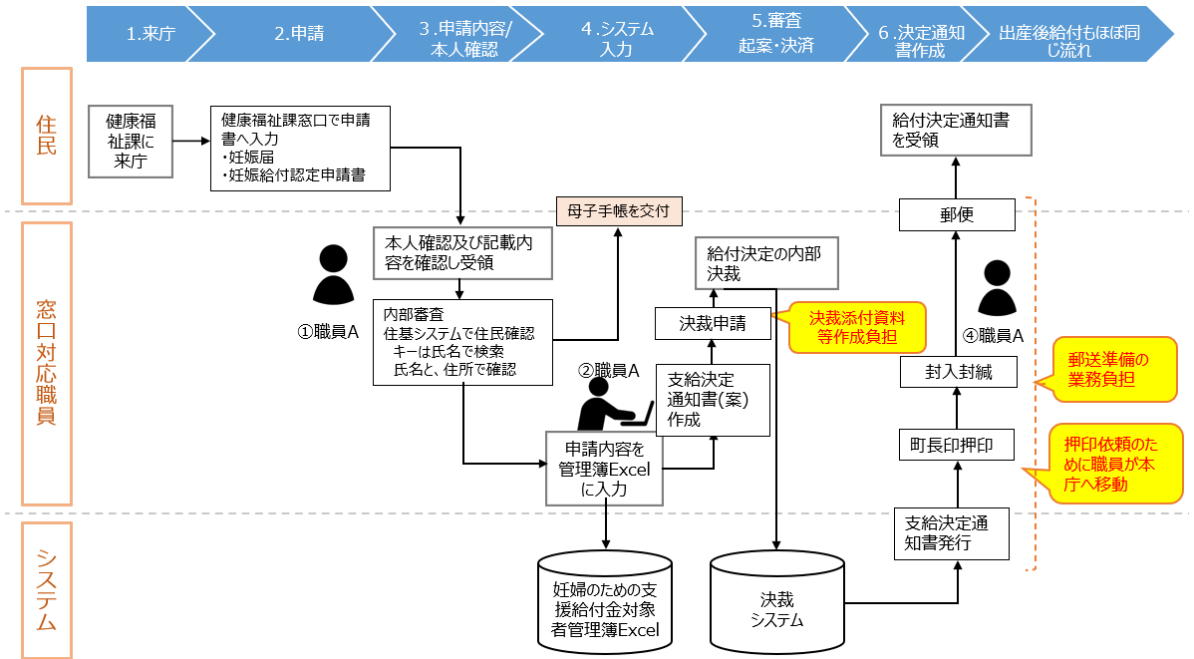 1.来庁
2.申請
3.申請内容/
本人確認
4.システム
入力
5.審査
起案・決済
6.決定通知
書作成
出産後給付もほぼ同
じ流れ
住民
健康福
祉課に
来庁
健康福祉課窓口で申請
書へ入力
・妊娠届
・妊娠給付認定申請書
給付決定通知書
を受領
窓口対応職員
母子手帳を交付
郵便
本人確認及び記載内
容を確認し受領
給付決定の内部
決裁
①職員A
内部審査
住基システムで住民確認
キーは氏名で検索
氏名と、住所で確認
決裁申請
決裁添付資料
等作成負担
④職員A
②職員A
支給決定
通知書(案)
作成
封入封緘
郵送準備の
業務負担
申請内容を
管理簿Excel
に入力
町長印押印
押印依頼のた
めに職員が本
庁へ移動
システム
支給決定通
知書発行
妊婦のための支
援給付金対象
者管理簿Excel
決裁
システム